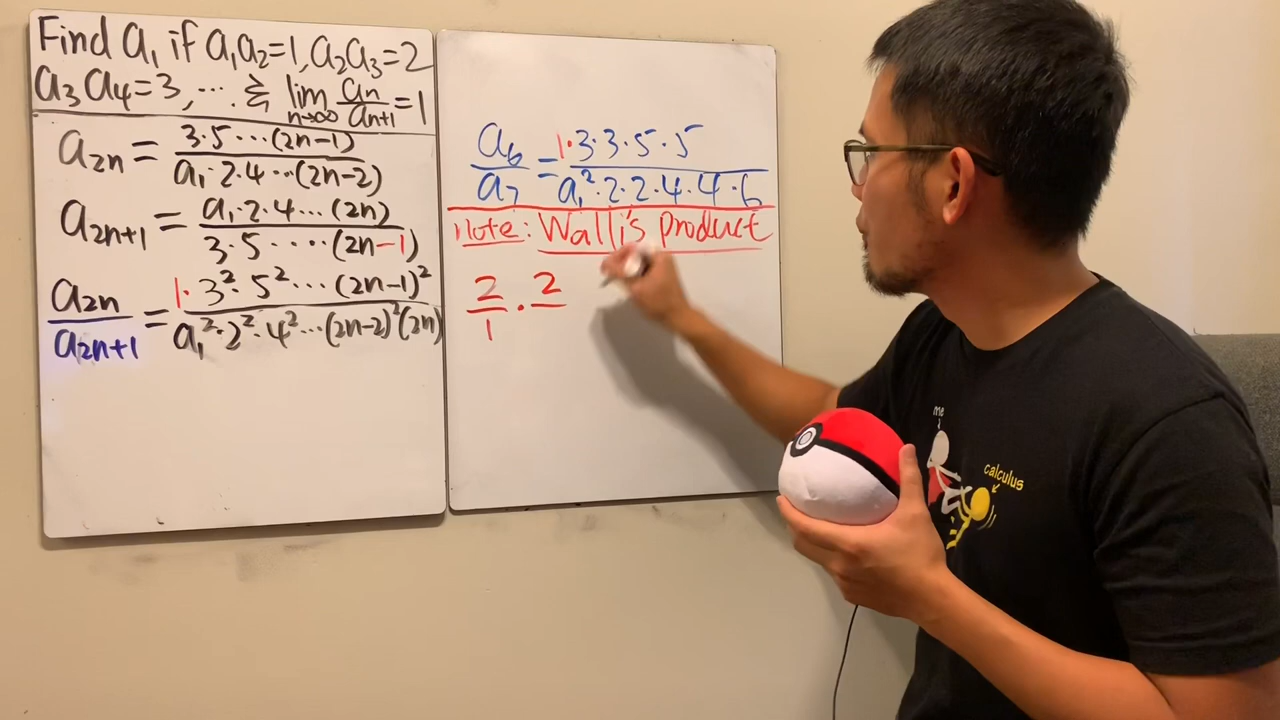 Find a₁ if a₁a₂=1, a₂a₃=2
a₃a₄=3, .... & lim n→∞ aₙ/aₙ₊₁ = 1
a₂ₙ = 3·5···(2n-1) / a₁·2·4···(2n-2)
a₂ₙ₊₁ = a₁·2·4...(2n) / 3·5·····(2n-1)
a₂ₙ/a₂ₙ₊₁ = 1·3²·5²···(2n-1)² / a₁²·2²·4²···(2n-2)²(2n)
a₆/a₇ = 1·3·3·5·5 / a₁²·2·2·4·4·6
note: Walli's product
2/1 · 2
me
calculus